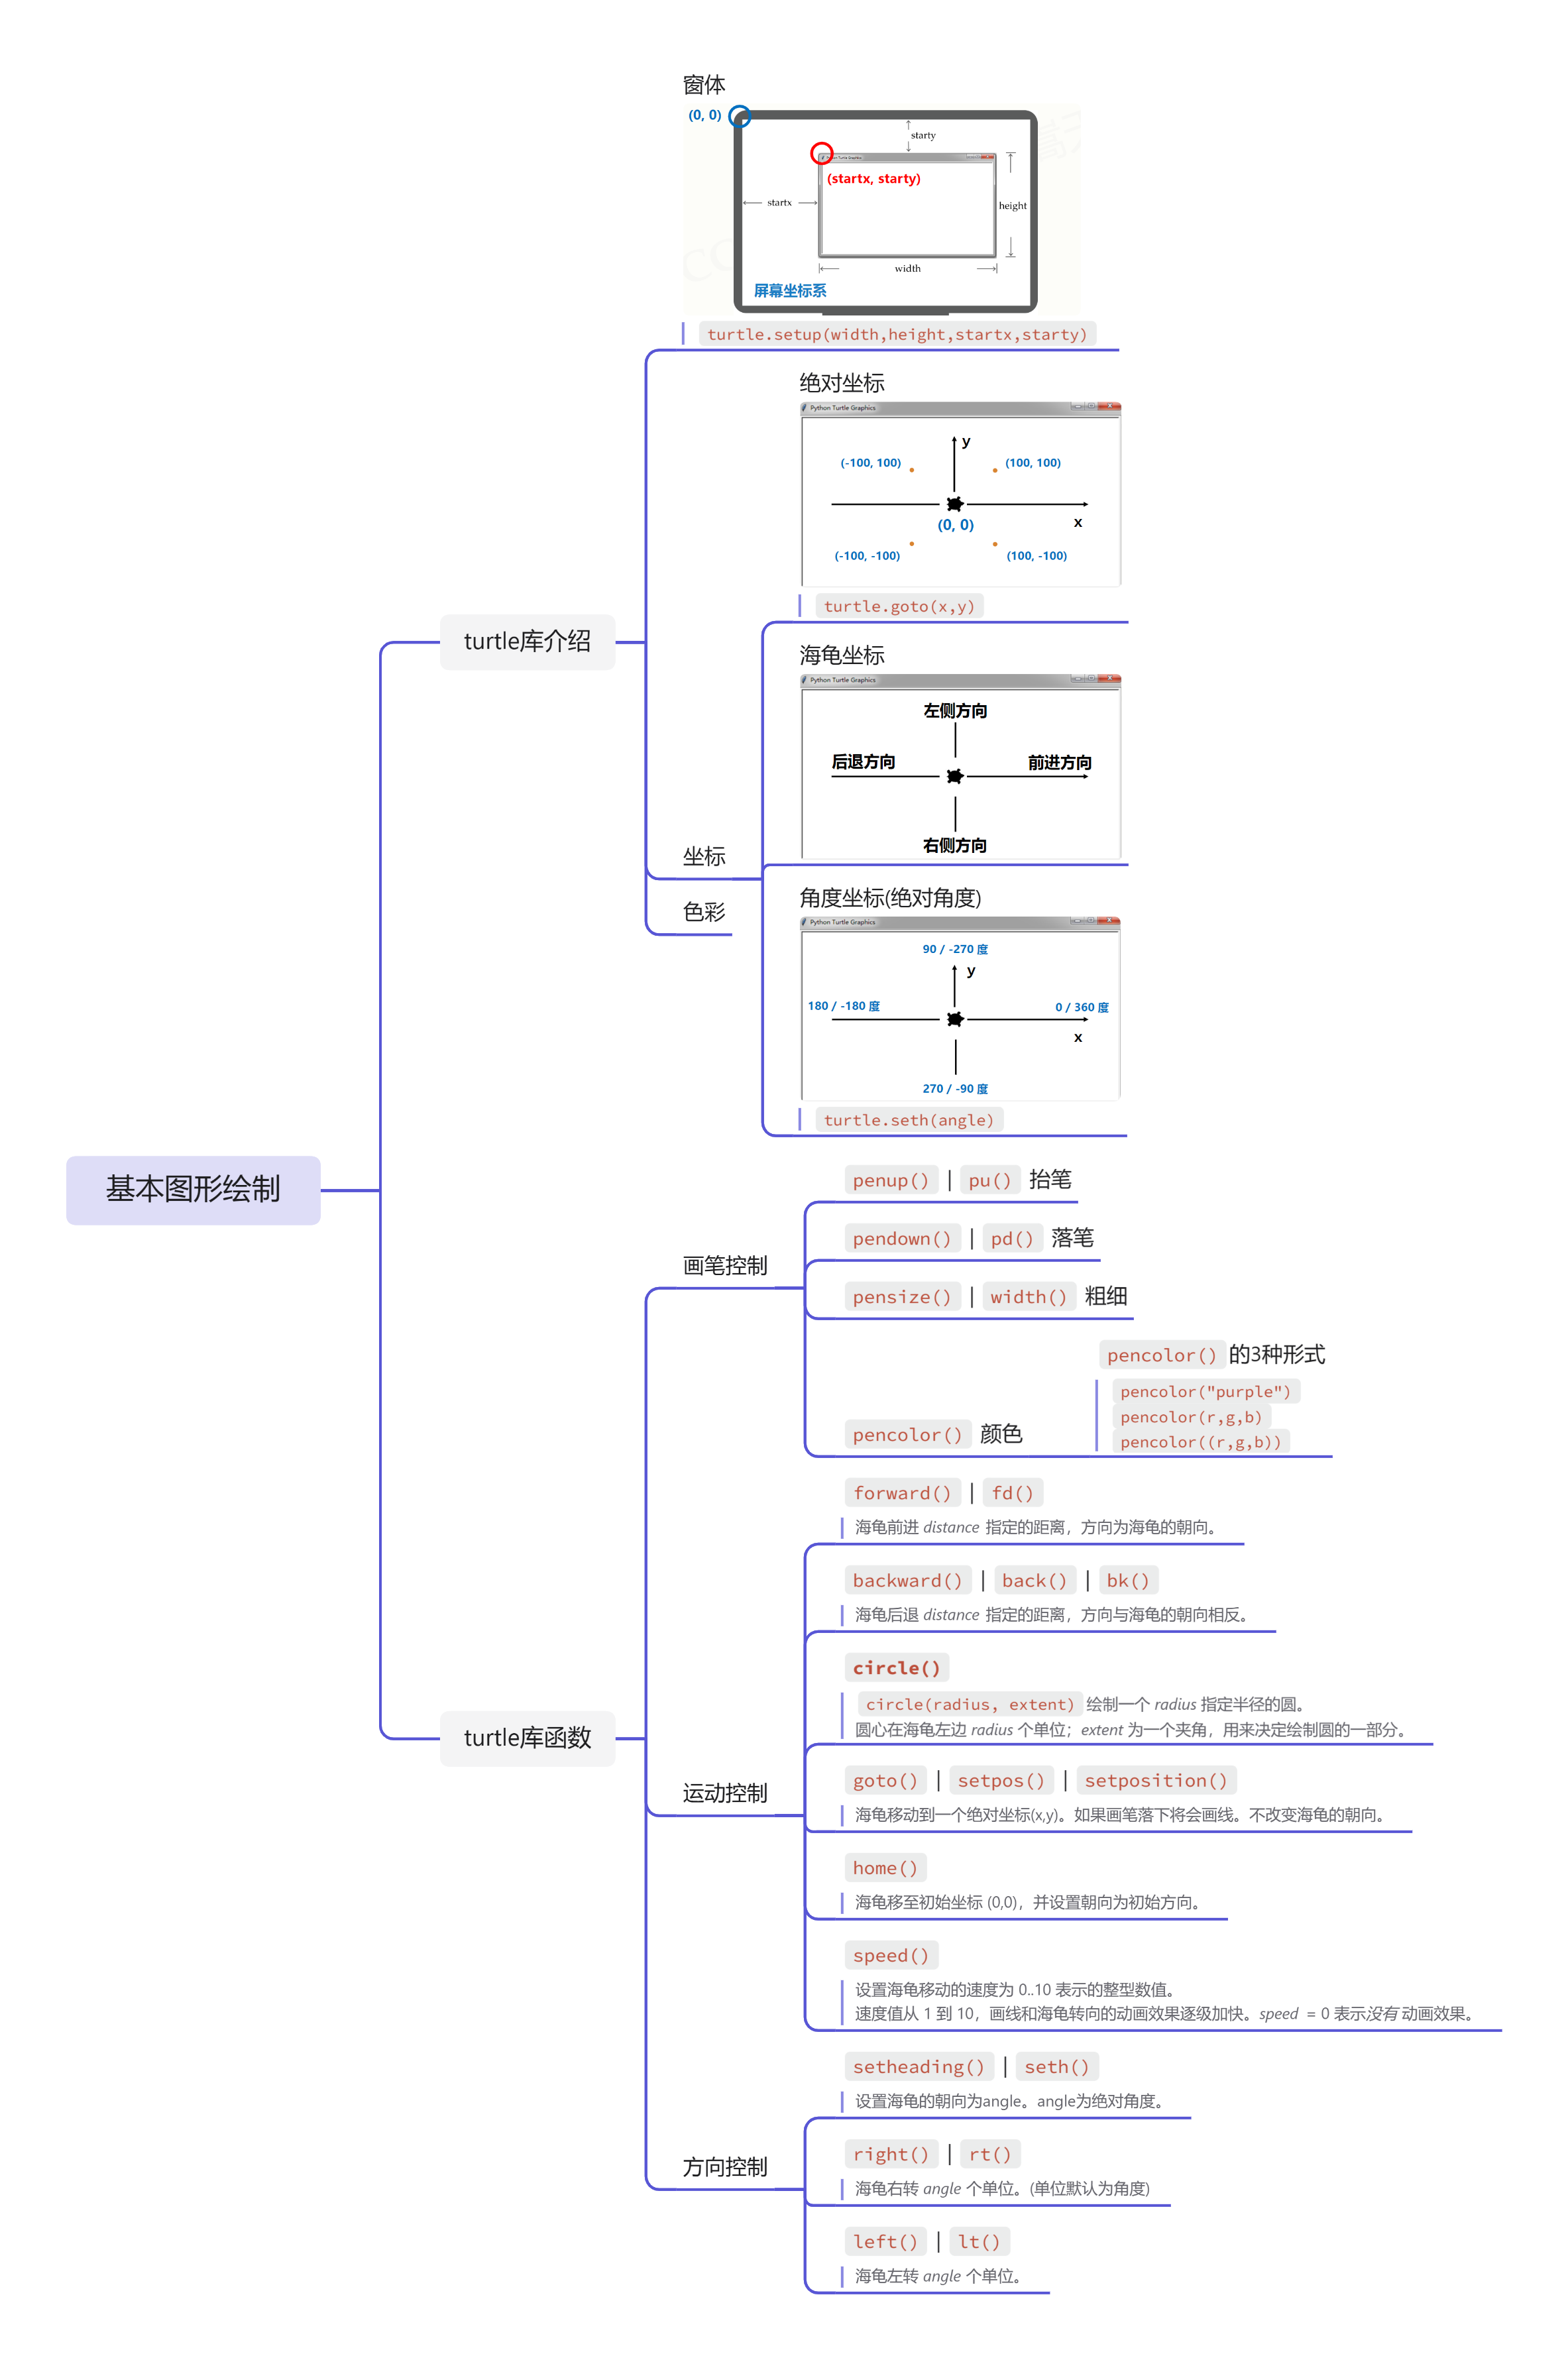 窗体
(0, 0)
starty
Python Turtle Graphics
(startx, starty)
startx
height
width
屏幕坐标系
turtle.setup(width,height,startx,starty)
绝对坐标
Python Turtle Graphics
y
(-100, 100)
(100, 100)
(0, 0)
x
(-100, -100)
(100, -100)
turtle.goto(x,y)
turtle库介绍
海龟坐标
Python Turtle Graphics
左侧方向
后退方向
前进方向
右侧方向
坐标
色彩
角度坐标(绝对角度)
Python Turtle Graphics
90 / -270 度
y
180 / -180 度
0 / 360 度
x
270 / -90 度
turtle.seth(angle)
基本图形绘制
画笔控制
penup() | pu() 抬笔
pendown() | pd() 落笔
pensize() | width() 粗细
pencolor() 颜色
pencolor() 的3种形式
pencolor("purple")
pencolor(r,g,b)
pencolor((r,g,b))
turtle库函数
运动控制
forward() | fd()
海龟前进 distance 指定的距离，方向为海龟的朝向。
backward() | back() | bk()
海龟后退 distance 指定的距离，方向与海龟的朝向相反。
circle()
circle(radius, extent) 绘制一个 radius 指定半径的圆。
圆心在海龟左边 radius 个单位；extent 为一个夹角，用来决定绘制圆的一部分。
goto() | setpos() | setposition()
海龟移动到一个绝对坐标(x,y)。如果画笔落下将会画线。不改变海龟的朝向。
home()
海龟移至初始坐标 (0,0)，并设置朝向为初始方向。
speed()
设置海龟移动的速度为 0..10 表示的整型数值。
速度值从 1 到 10，画线和海龟转向的动画效果逐级加快。speed = 0 表示没有 动画效果。
方向控制
setheading() | seth()
设置海龟的朝向为angle。angle为绝对角度。
right() | rt()
海龟右转 angle 个单位。(单位默认为角度)
left() | lt()
海龟左转 angle 个单位。